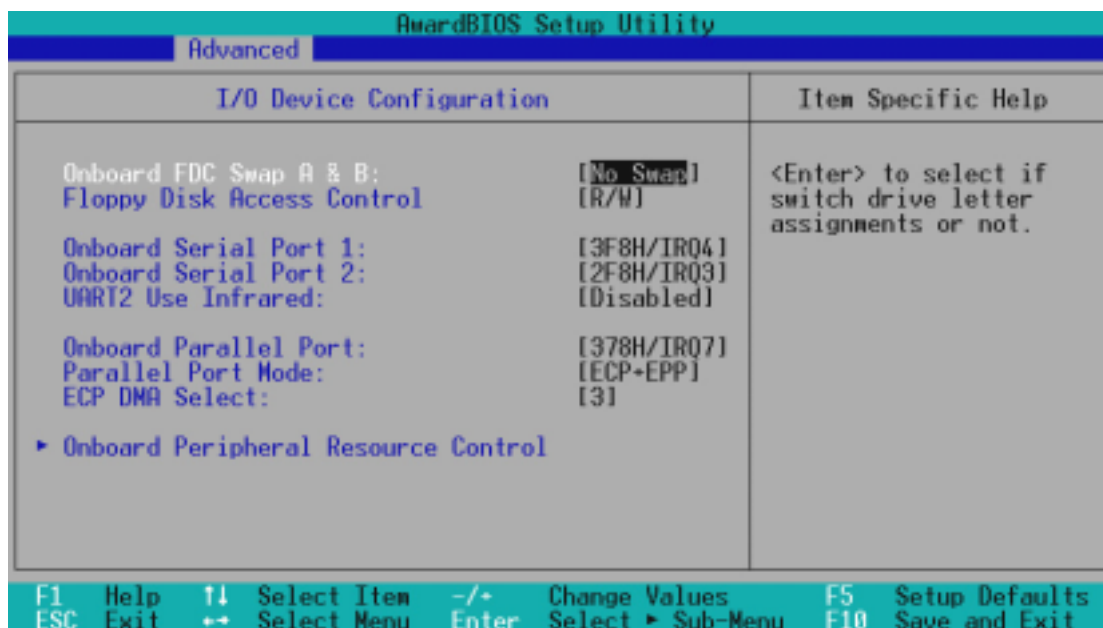 AwardBIOS Setup Utility
Advanced
I/O Device Configuration
Item Specific Help
Onboard FDC Swap A & B: [No Swap]
Floppy Disk Access Control [R/W]
Onboard Serial Port 1: [3F8H/IRQ4]
Onboard Serial Port 2: [2F8H/IRQ3]
UART2 Use Infrared: [Disabled]
Onboard Parallel Port: [378H/IRQ7]
Parallel Port Mode: [ECP+EPP]
ECP DMA Select: [3]
▸ Onboard Peripheral Resource Control
<Enter> to select if
switch drive letter
assignments or not.
F1 Help ↑↓ Select Item -/+ Change Values F5 Setup Defaults
ESC Exit ←→ Select Menu Enter Select ▸ Sub-Menu F10 Save and Exit